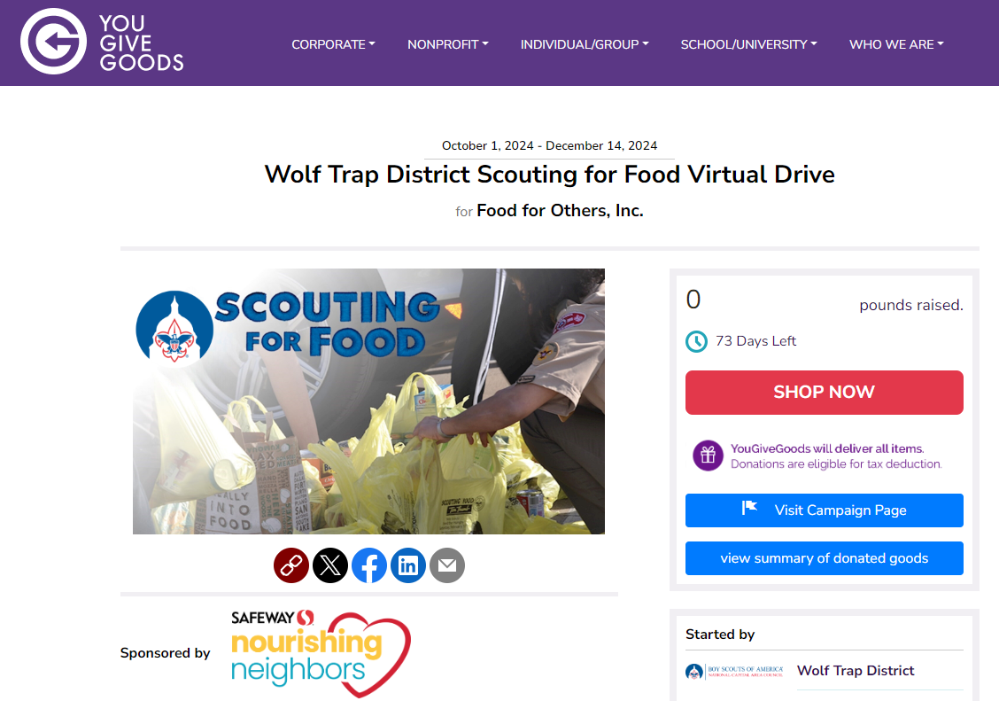 YOU
GIVE
GOODS
CORPORATE
NONPROFIT
INDIVIDUAL/GROUP
SCHOOL/UNIVERSITY
WHO WE ARE
October 1, 2024 - December 14, 2024
Wolf Trap District Scouting for Food Virtual Drive
for Food for Others, Inc.
SCOUTING
FOR FOOD
INTO
FOOD
SCOUTING FOOD
0 pounds raised.
73 Days Left
SHOP NOW
YouGiveGoods will deliver all items.
Donations are eligible for tax deduction.
Visit Campaign Page
view summary of donated goods
Sponsored by
SAFEWAY
nourishing
neighbors
Started by
BOY SCOUTS OF AMERICA
NATIONAL CAPITAL AREA COUNCIL
Wolf Trap District